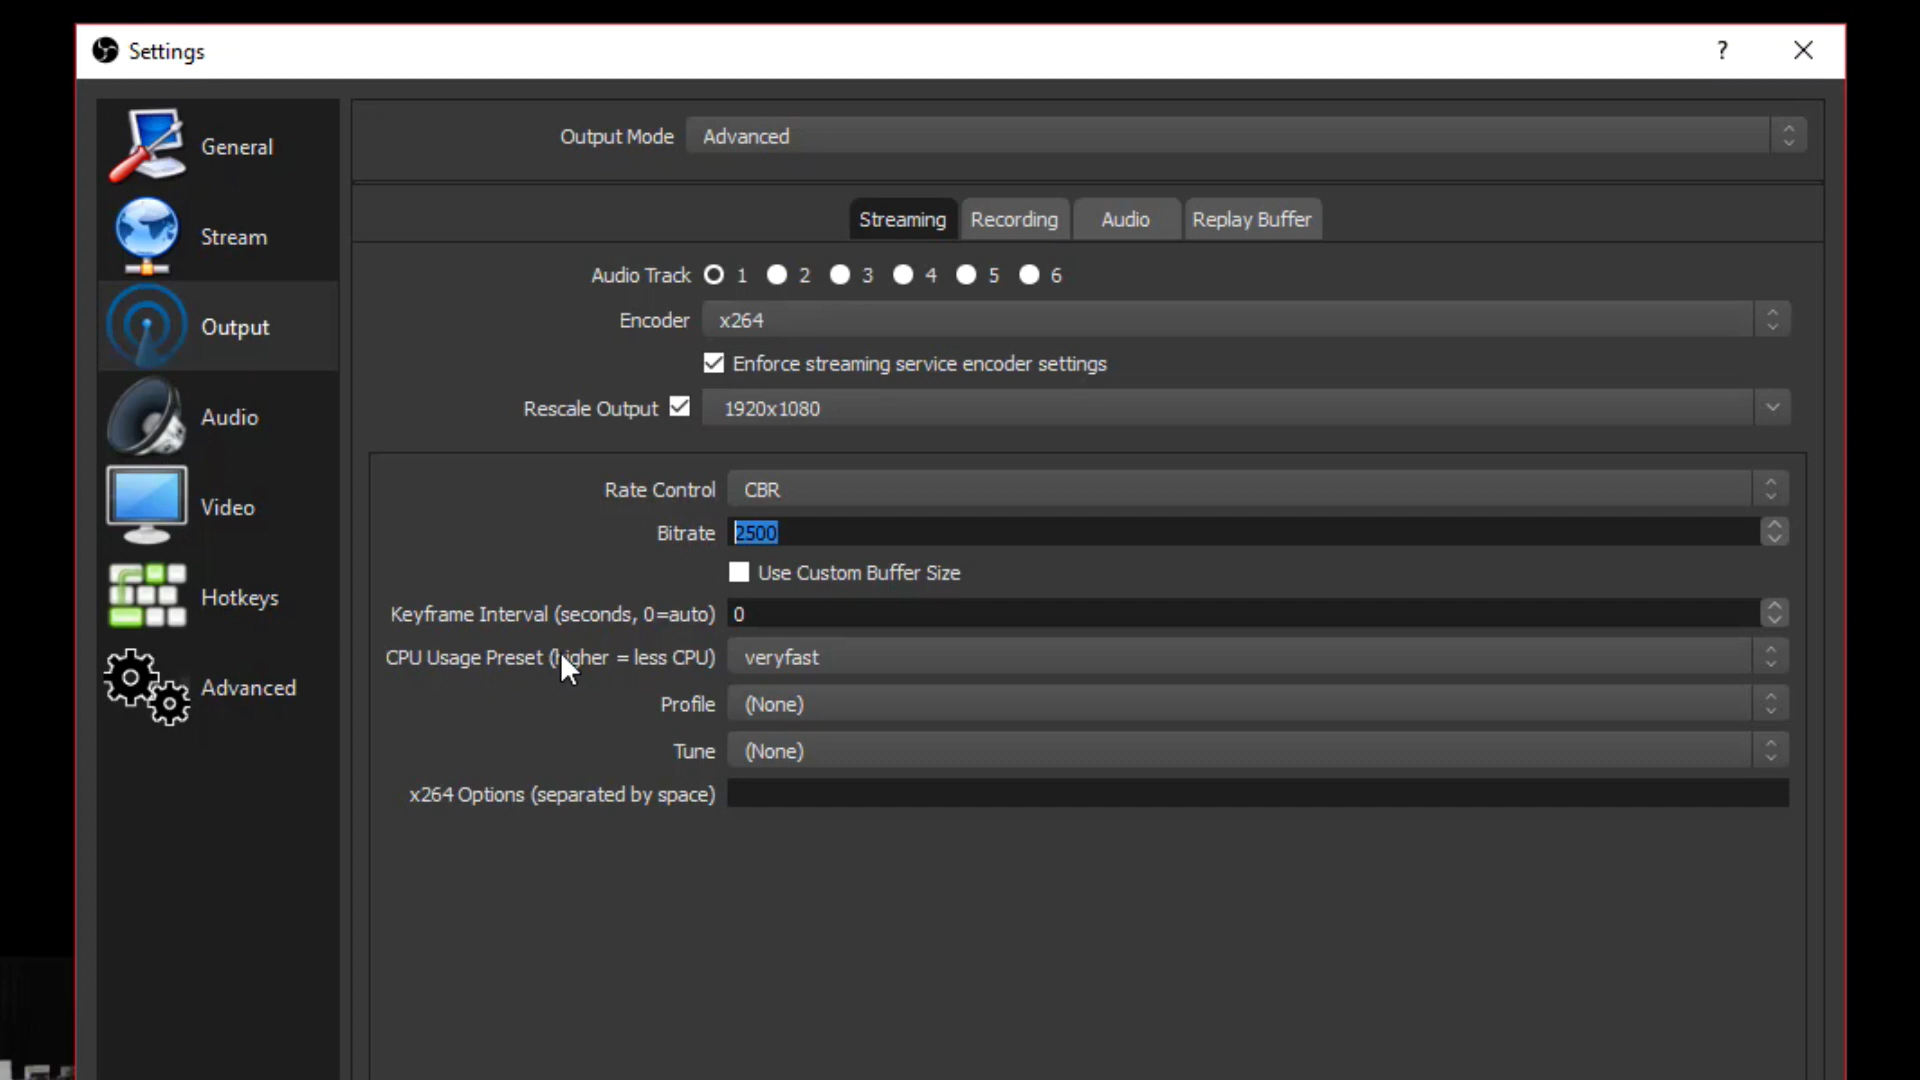 Settings
?
General
Stream
Output
Audio
Video
Hotkeys
Advanced
Output Mode Advanced
Streaming Recording Audio Replay Buffer
Audio Track 1 2 3 4 5 6
Encoder x264
Enforce streaming service encoder settings
Rescale Output 1920x1080
Rate Control CBR
Bitrate 2500
Use Custom Buffer Size
Keyframe Interval (seconds, 0=auto) 0
CPU Usage Preset (higher = less CPU) veryfast
Profile (None)
Tune (None)
x264 Options (separated by space)